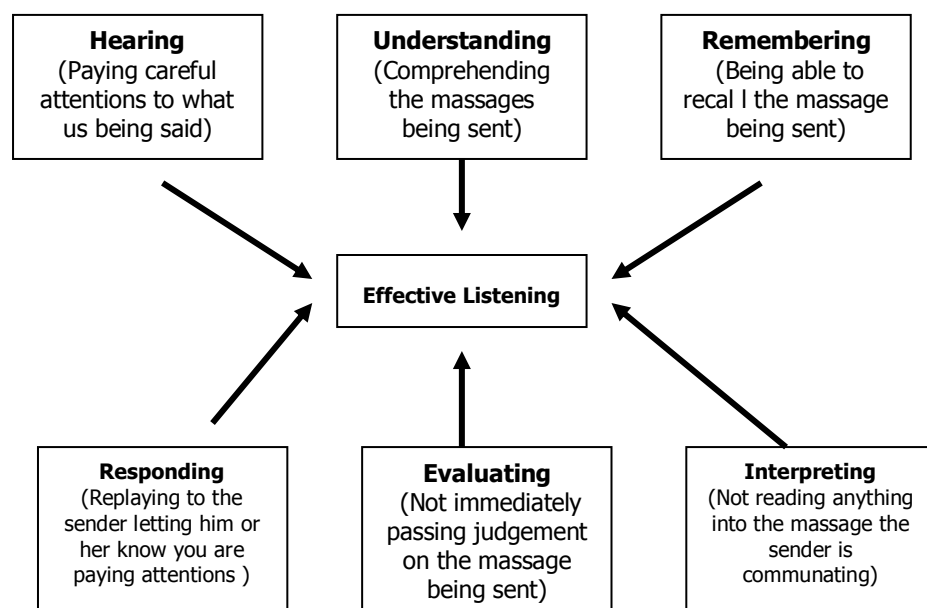 Hearing
(Paying careful
attentions to what
us being said)
Understanding
(Comprehending
the massages
being sent)
Remembering
(Being able to
recal l the massage
being sent)
Effective Listening
Responding
(Replaying to the
sender letting him or
her know you are
paying attentions )
Evaluating
(Not immediately
passing judgement
on the massage
being sent)
Interpreting
(Not reading anything
into the massage the
sender is
communating)